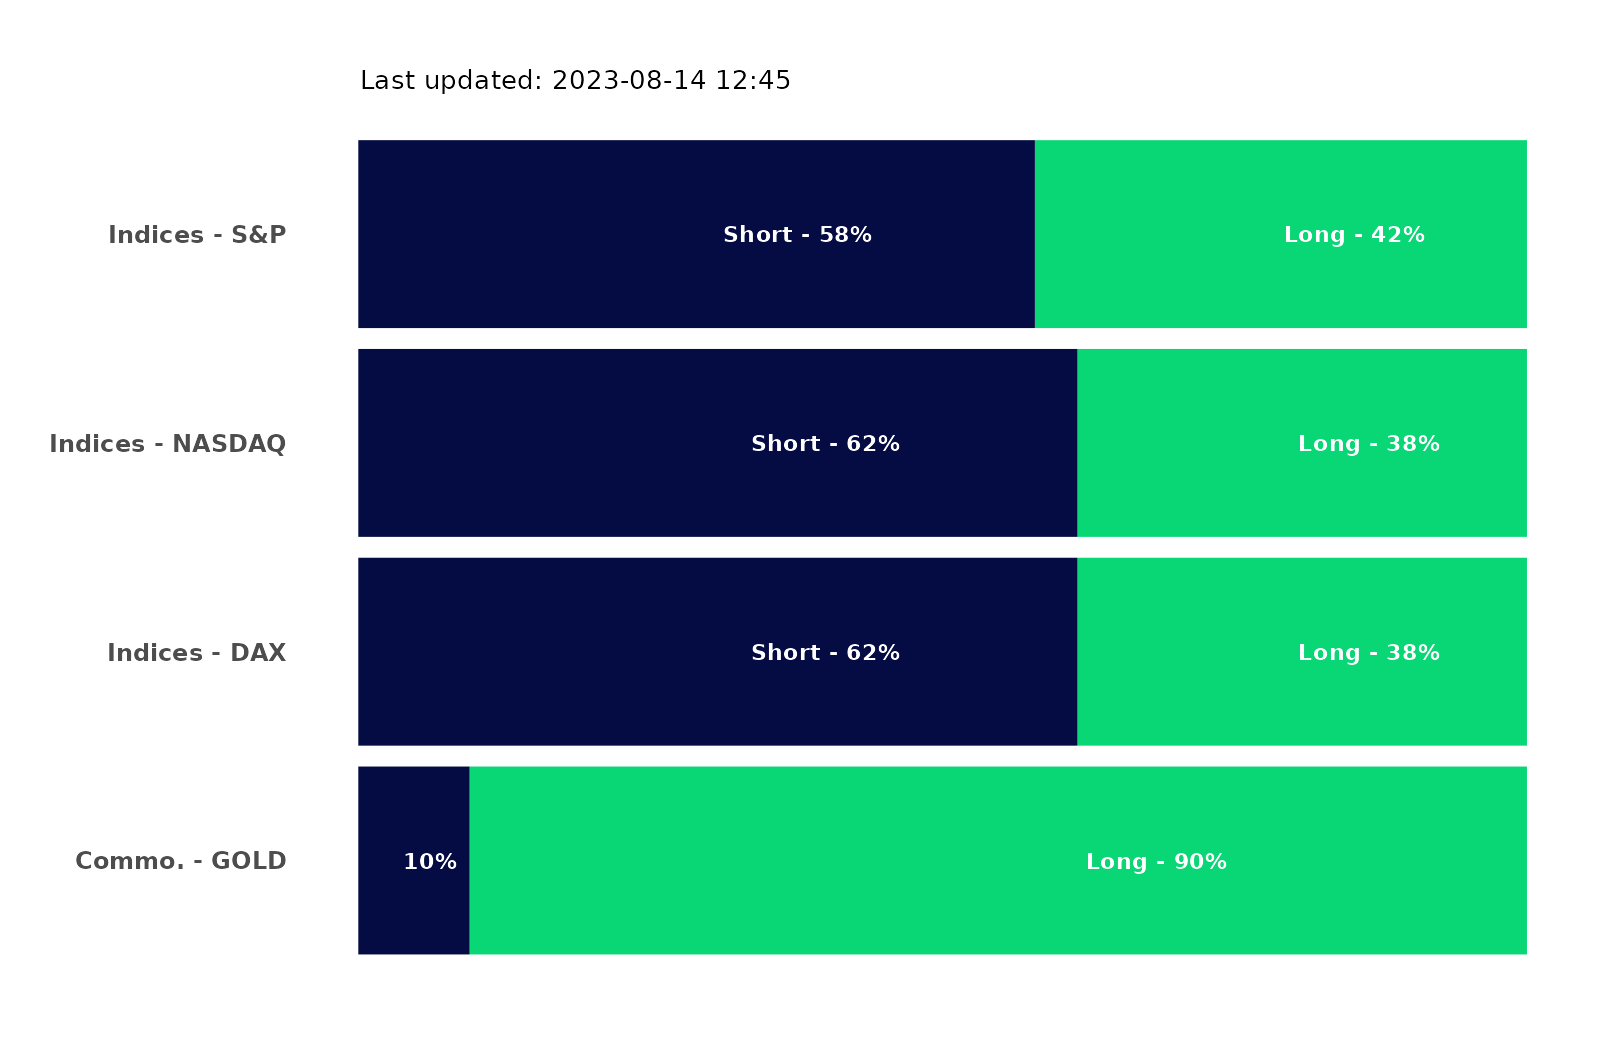 Last updated: 2023-08-14 12:45
Indices - S&P Short - 58% Long - 42%
Indices - NASDAQ Short - 62% Long - 38%
Indices - DAX Short - 62% Long - 38%
Commo. - GOLD 10% Long - 90%